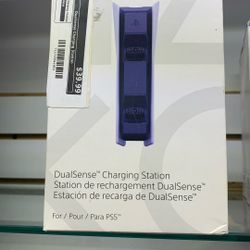 $39.99
DualSense™ Charging Station
Station de rechargement DualSense™
Estación de recarga de DualSense™
For / Pour / Para PS5™